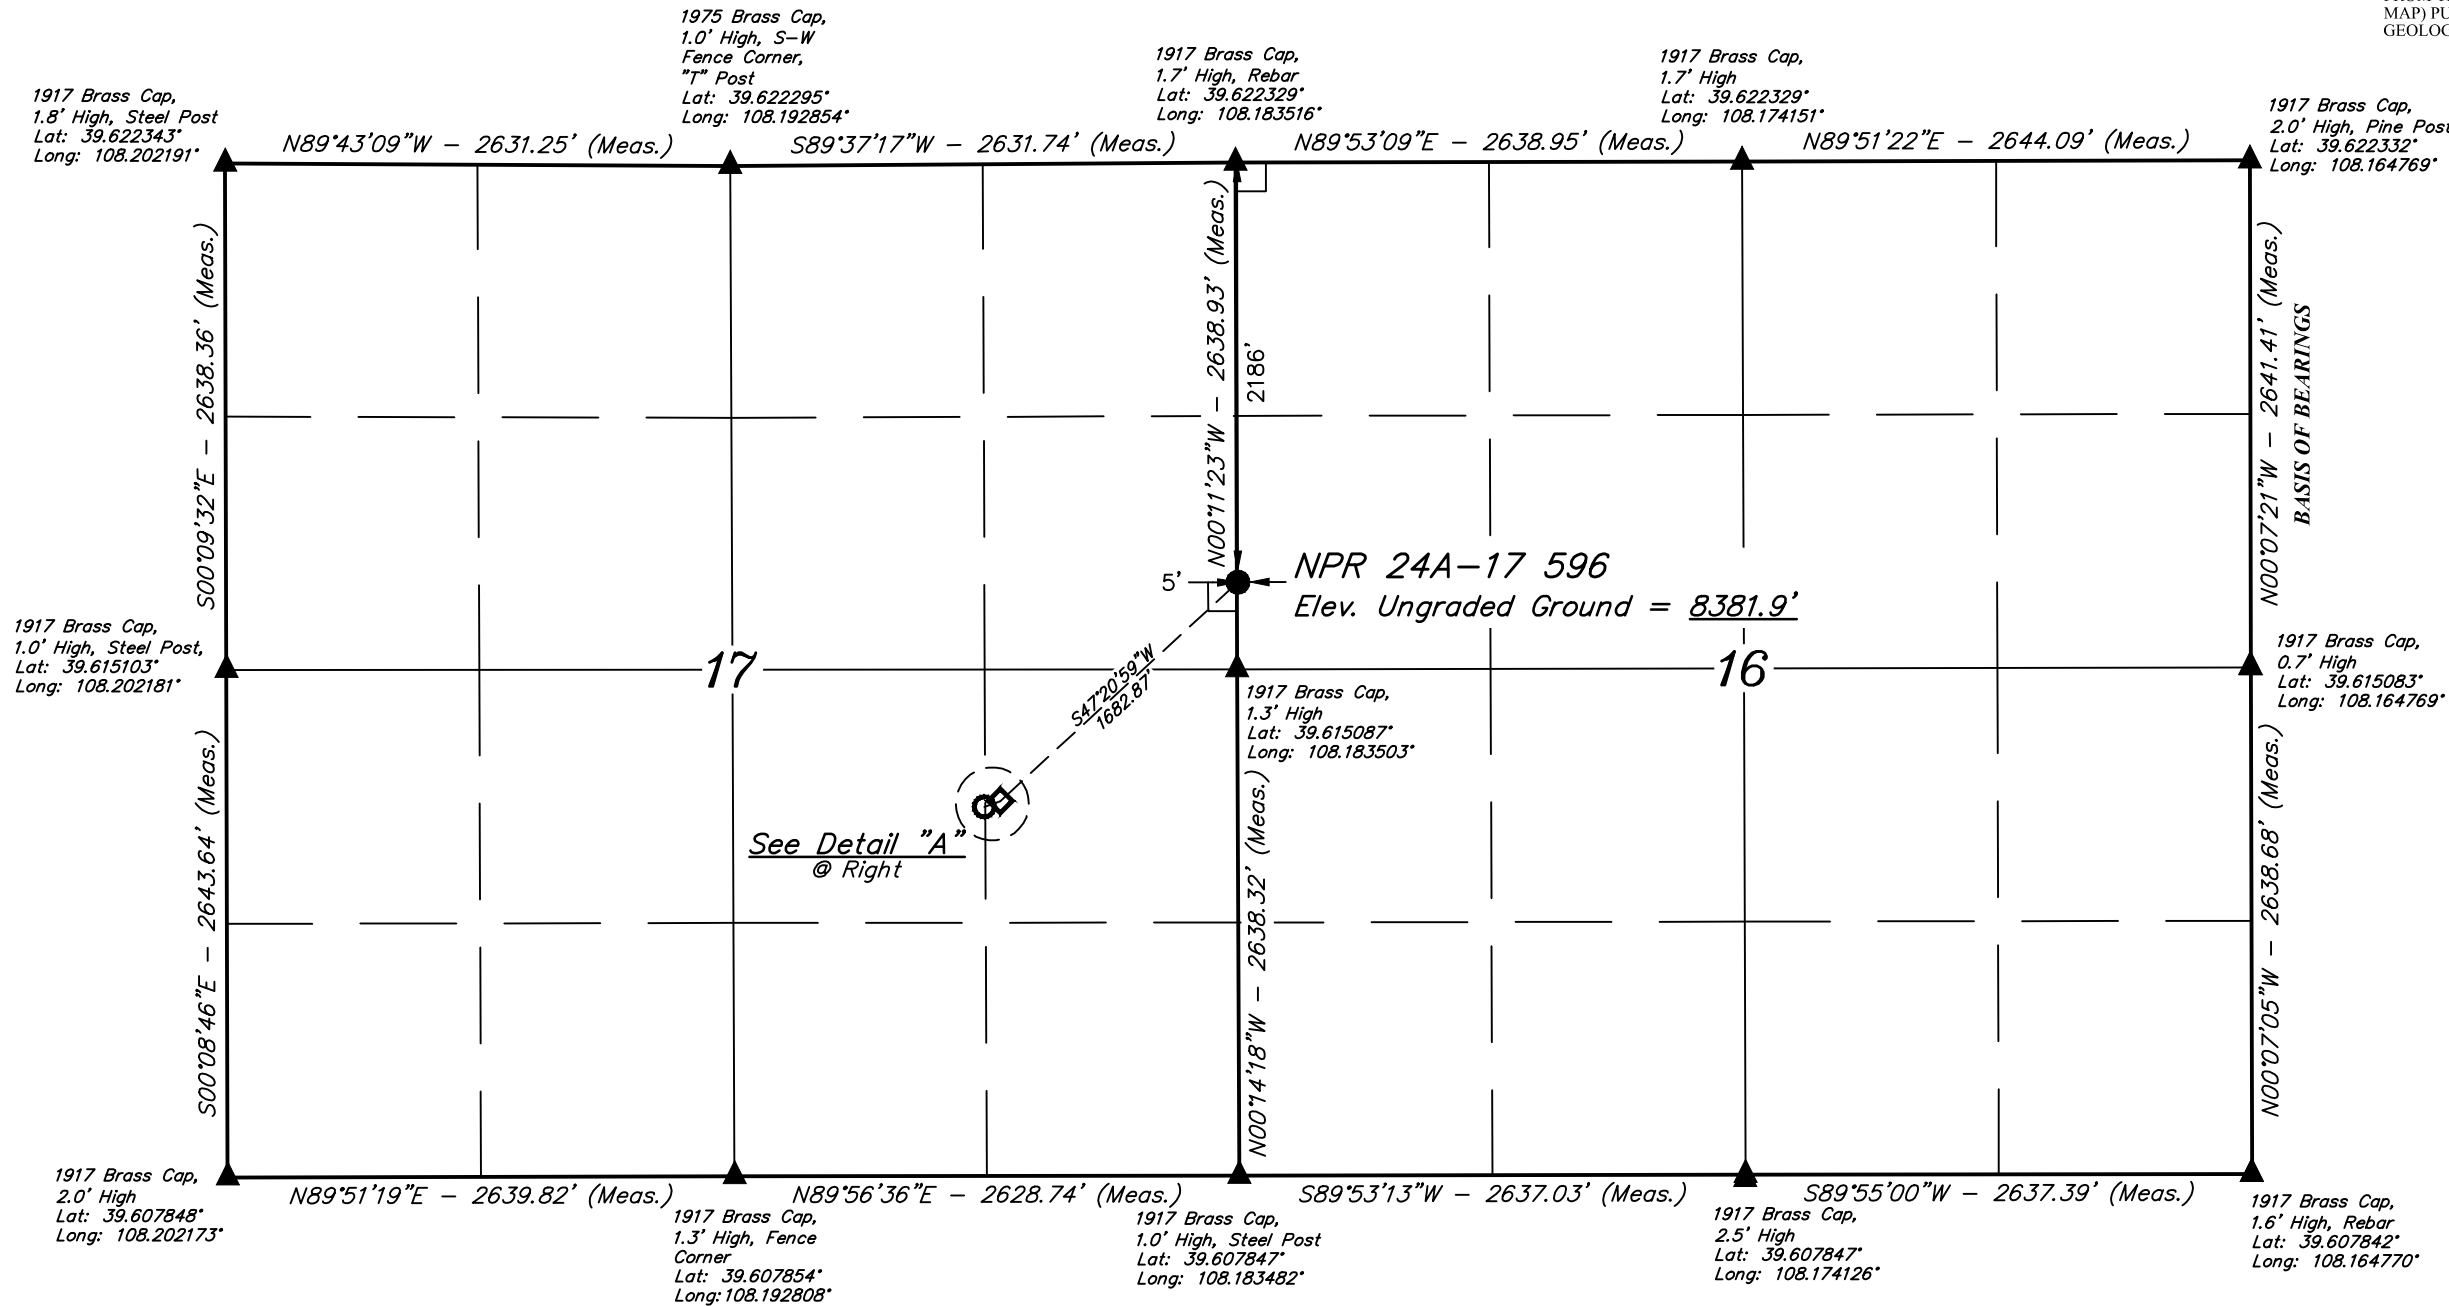 MAP) PU
GEOLOC
1975 Brass Cap,
1.0' High, S-W
Fence Corner,
"T" Post
Lat: 39.622295°
Long: 108.192854°
1917 Brass Cap,
1.7' High, Rebar
Lat: 39.622329°
Long: 108.183516°
1917 Brass Cap,
1.7' High
Lat: 39.622329°
Long: 108.174151°
1917 Brass Cap,
1.8' High, Steel Post
Lat: 39.622343°
Long: 108.202191°
1917 Brass Cap,
2.0' High, Pine Post
Lat: 39.622332°
Long: 108.164769°
N89°43'09"W - 2631.25' (Meas.)
S89°37'17"W - 2631.74' (Meas.)
N89°53'09"E - 2638.95' (Meas.)
N89°51'22"E - 2644.09' (Meas.)
S00°09'32"E - 2638.36' (Meas.)
N00°11'23"W - 2638.93' (Meas.)
2186'
N00°07'21"W - 2641.41' (Meas.)
BASIS OF BEARINGS
5'
NPR 24A-17 596
Elev. Ungraded Ground = 8381.9'
1917 Brass Cap,
1.0' High, Steel Post,
Lat: 39.615103°
Long: 108.202181°
17
S47°20'59"W
1682.87'
16
1917 Brass Cap,
0.7' High
Lat: 39.615083°
Long: 108.164769°
1917 Brass Cap,
1.3' High
Lat: 39.615087°
Long: 108.183503°
See Detail "A"
@ Right
S00°08'46"E - 2643.64' (Meas.)
N00°14'18"W - 2638.32' (Meas.)
N00°07'05"W - 2638.68' (Meas.)
N89°51'19"E - 2639.82' (Meas.)
N89°56'36"E - 2628.74' (Meas.)
S89°53'13"W - 2637.03' (Meas.)
S89°55'00"W - 2637.39' (Meas.)
1917 Brass Cap,
2.0' High
Lat: 39.607848°
Long: 108.202173°
1917 Brass Cap,
1.3' High, Fence
Corner
Lat: 39.607854°
Long:108.192808°
1917 Brass Cap,
1.0' High, Steel Post
Lat: 39.607847°
Long: 108.183482°
1917 Brass Cap,
2.5' High
Lat: 39.607847°
Long: 108.174126°
1917 Brass Cap,
1.6' High, Rebar
Lat: 39.607842°
Long: 108.164770°